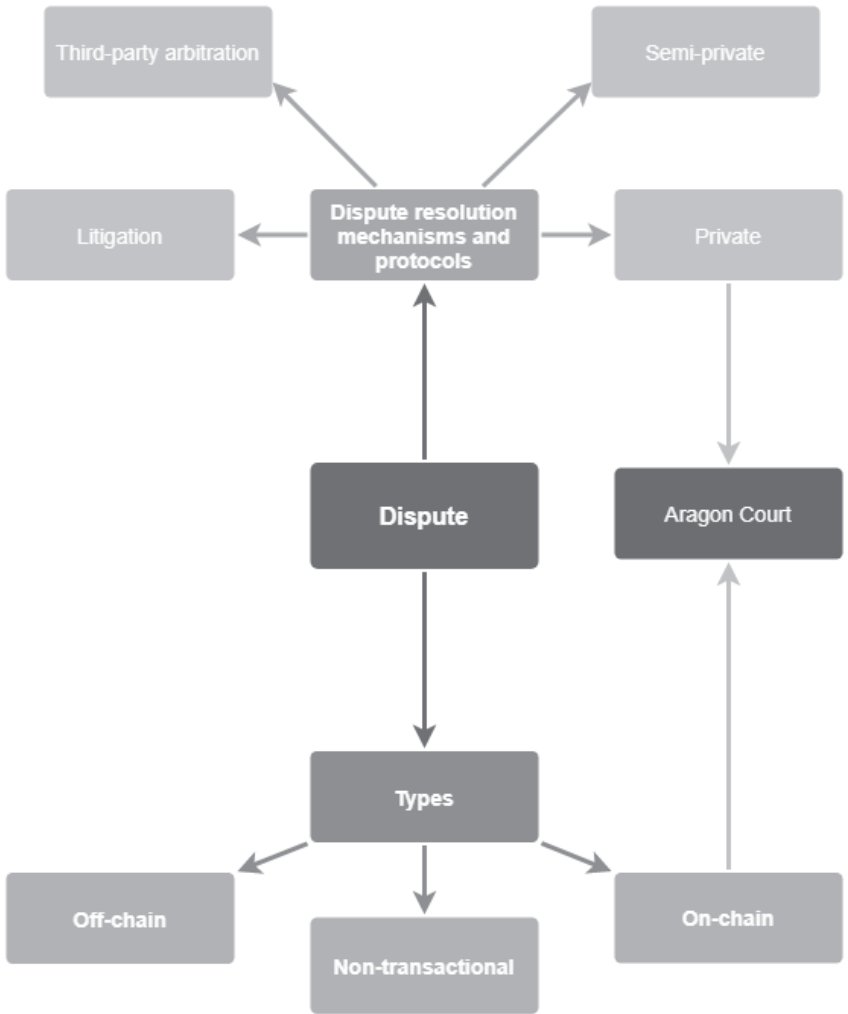 Third-party arbitration
Semi-private
Litigation
Dispute resolution
mechanisms and
protocols
Private
Dispute
Aragon Court
Types
Off-chain
Non-transactional
On-chain